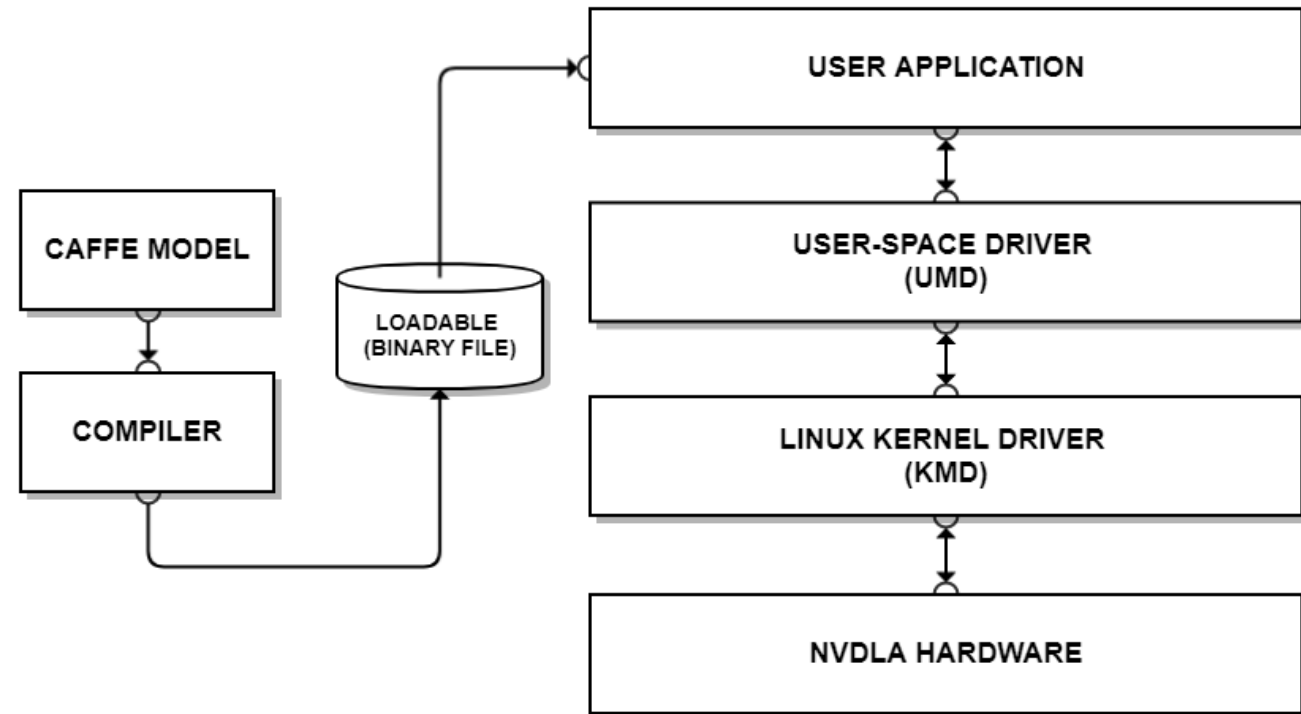 USER APPLICATION
CAFFE MODEL
USER-SPACE DRIVER
(UMD)
LOADABLE
(BINARY FILE)
COMPILER
LINUX KERNEL DRIVER
(KMD)
NVDLA HARDWARE